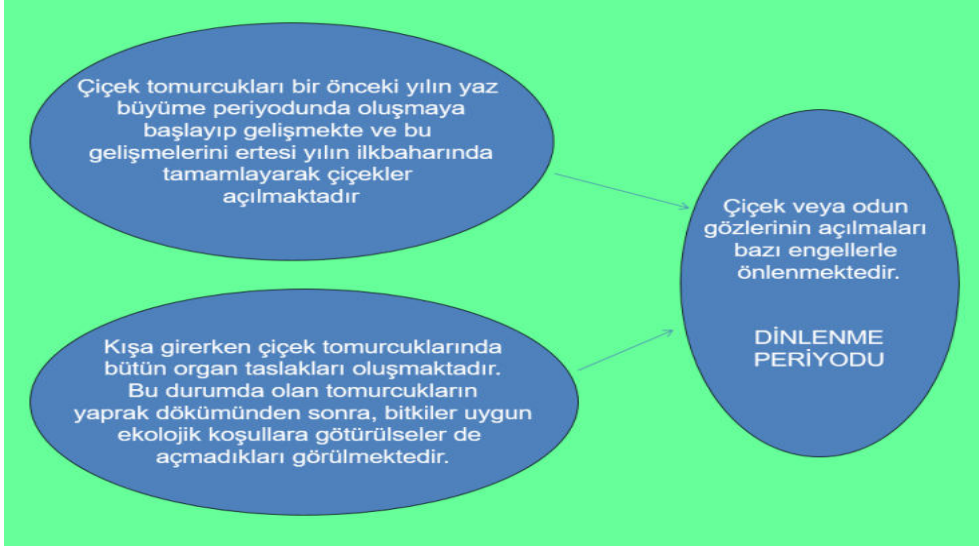 Çiçek tomurcukları bir önceki yılın yaz
büyüme periyodunda oluşmaya
başlayıp gelişmekte ve bu
gelişmelerini ertesi yılın ilkbaharında
tamamlayarak çiçekler
açılmaktadır
Kışa girerken çiçek tomurcuklarında
bütün organ taslakları oluşmaktadır.
Bu durumda olan tomurcukların
yaprak dökümünden sonra, bitkiler uygun
ekolojik koşullara götürülseler de
açmadıkları görülmektedir.
Çiçek veya odun
gözlerinin açılmaları
bazı engellerle
önlenmektedir.
DİNLENME
PERİYODU